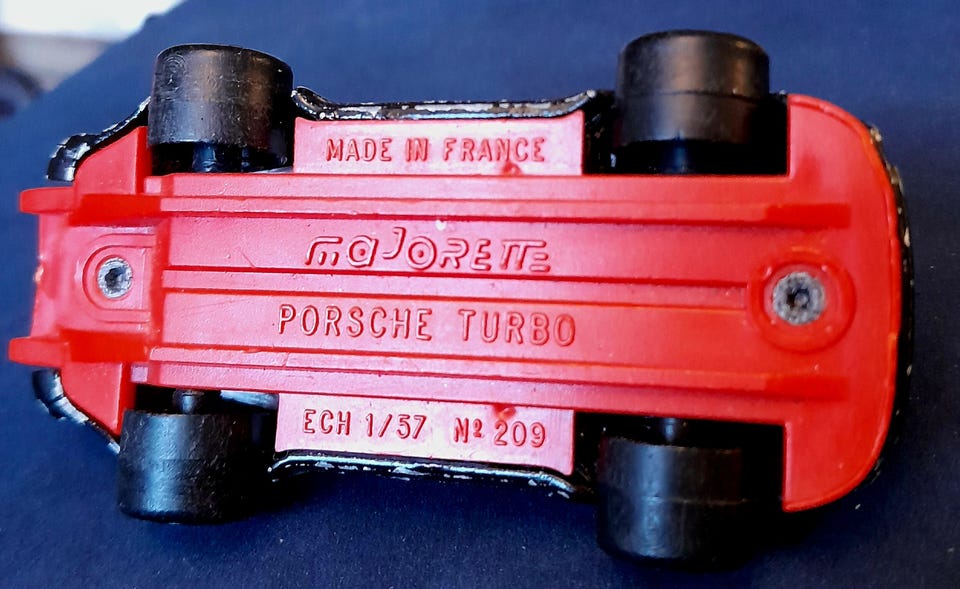 MADE IN FRANCE
majorette
PORSCHE TURBO
ECH 1/57 Nº 209